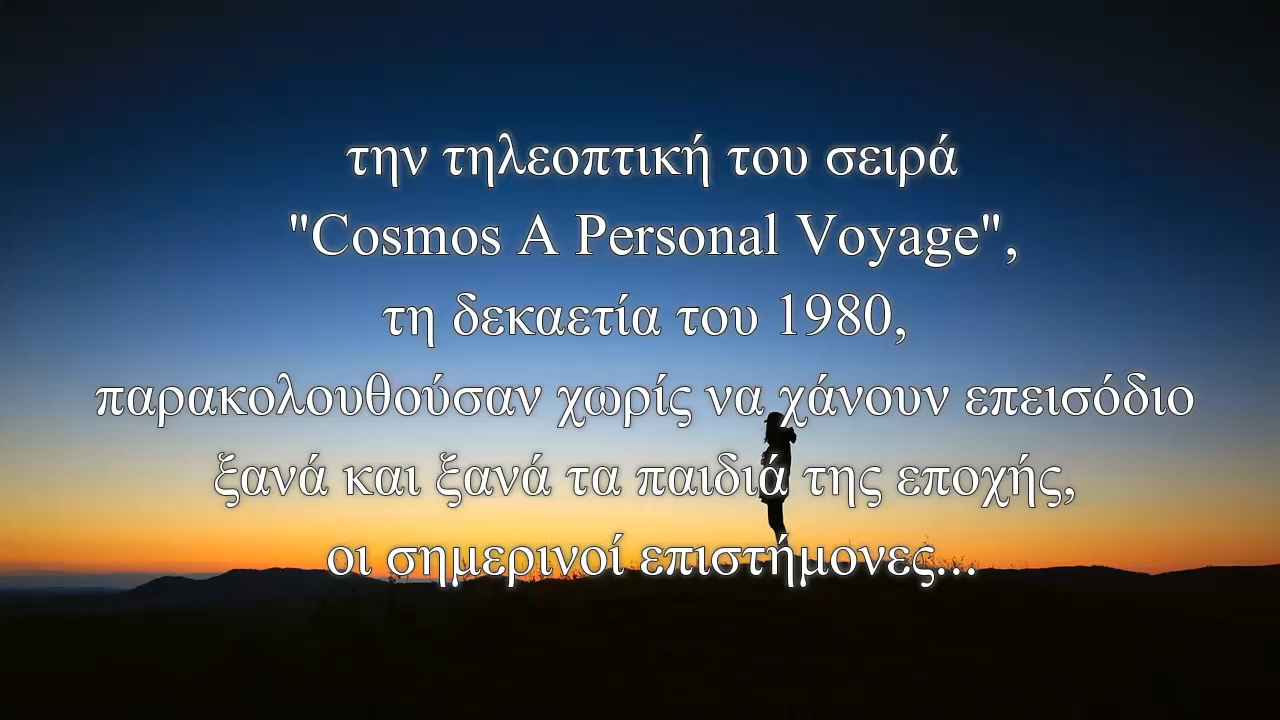 την τηλεοπτική του σειρά
"Cosmos A Personal Voyage",
τη δεκαετία του 1980,
παρακολουθούσαν χωρίς να χάνουν επεισόδιο
ξανά και ξανά τα παιδιά της εποχής,
οι σημερινοί επιστήμονες...